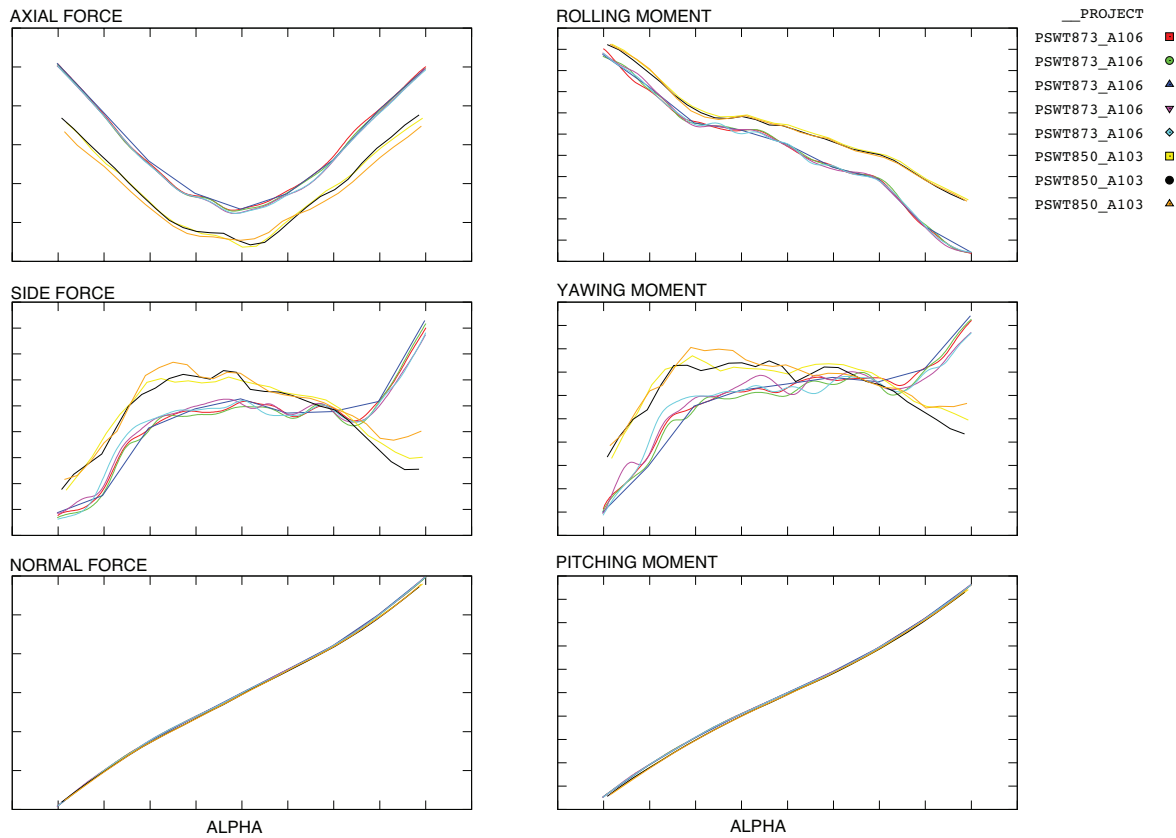 AXIAL FORCE
ROLLING MOMENT
__PROJECT
PSWT873_A106
PSWT873_A106
PSWT873_A106
PSWT873_A106
PSWT873_A106
PSWT850_A103
PSWT850_A103
PSWT850_A103
SIDE FORCE
YAWING MOMENT
NORMAL FORCE
PITCHING MOMENT
ALPHA
ALPHA